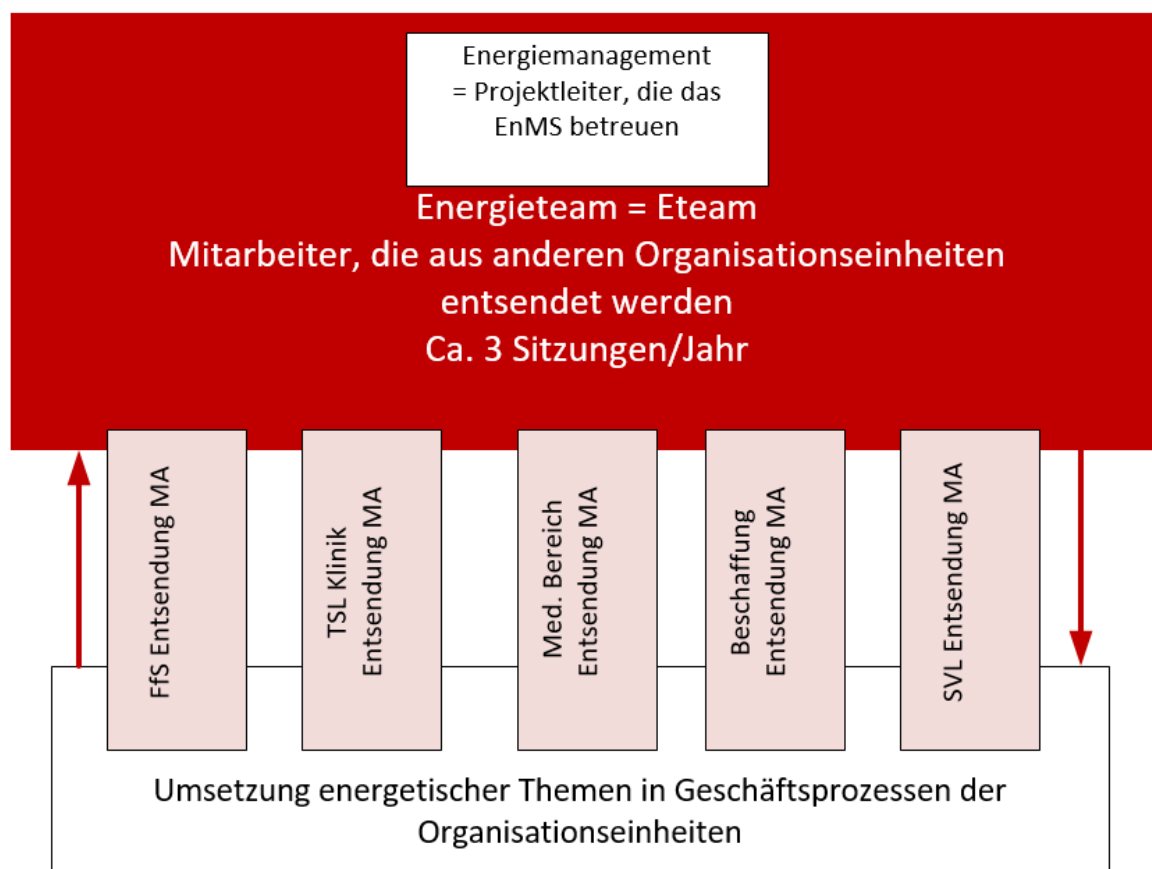 Energiemanagement
= Projektleiter, die das
EnMS betreuen
Energieteam = Eteam
Mitarbeiter, die aus anderen Organisationseinheiten
entsendet werden
Ca. 3 Sitzungen/Jahr
FfS Entsendung MA
TSL Klinik
Entsendung MA
Med. Bereich
Entsendung MA
Beschaffung
Entsendung MA
SVL Entsendung MA
Umsetzung energetischer Themen in Geschäftsprozessen der
Organisationseinheiten